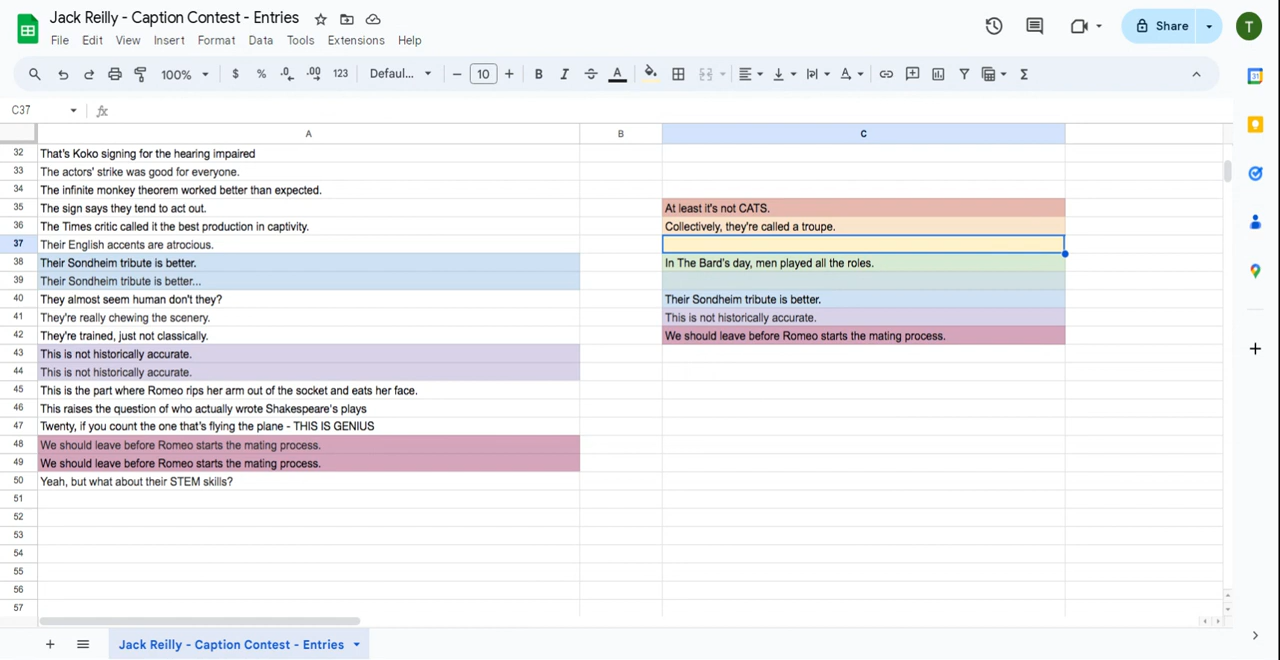 Jack Reilly - Caption Contest - Entries
File Edit View Insert Format Data Tools Extensions Help
Share
T
100% $ % .0 .00 123 Defaul... 10 B I A A Σ
31
C37 fx
A B C
32 That's Koko signing for the hearing impaired
33 The actors' strike was good for everyone.
34 The infinite monkey theorem worked better than expected.
35 The sign says they tend to act out. At least it's not CATS.
36 The Times critic called it the best production in captivity. Collectively, they're called a troupe.
37 Their English accents are atrocious.
38 Their Sondheim tribute is better. In The Bard's day, men played all the roles.
39 Their Sondheim tribute is better...
40 They almost seem human don't they? Their Sondheim tribute is better.
41 They're really chewing the scenery. This is not historically accurate.
42 They're trained, just not classically. We should leave before Romeo starts the mating process.
43 This is not historically accurate.
44 This is not historically accurate.
45 This is the part where Romeo rips her arm out of the socket and eats her face.
46 This raises the question of who actually wrote Shakespeare's plays
47 Twenty, if you count the one that's flying the plane - THIS IS GENIUS
48 We should leave before Romeo starts the mating process.
49 We should leave before Romeo starts the mating process.
50 Yeah, but what about their STEM skills?
51
52
53
54
55
56
57
Jack Reilly - Caption Contest - Entries